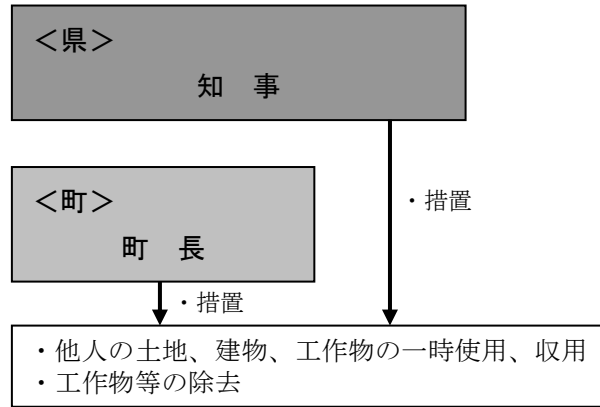 ＜県＞
知　事
＜町＞
町　長
・措置
・措置
・他人の土地、建物、工作物の一時使用、収用
・工作物等の除去